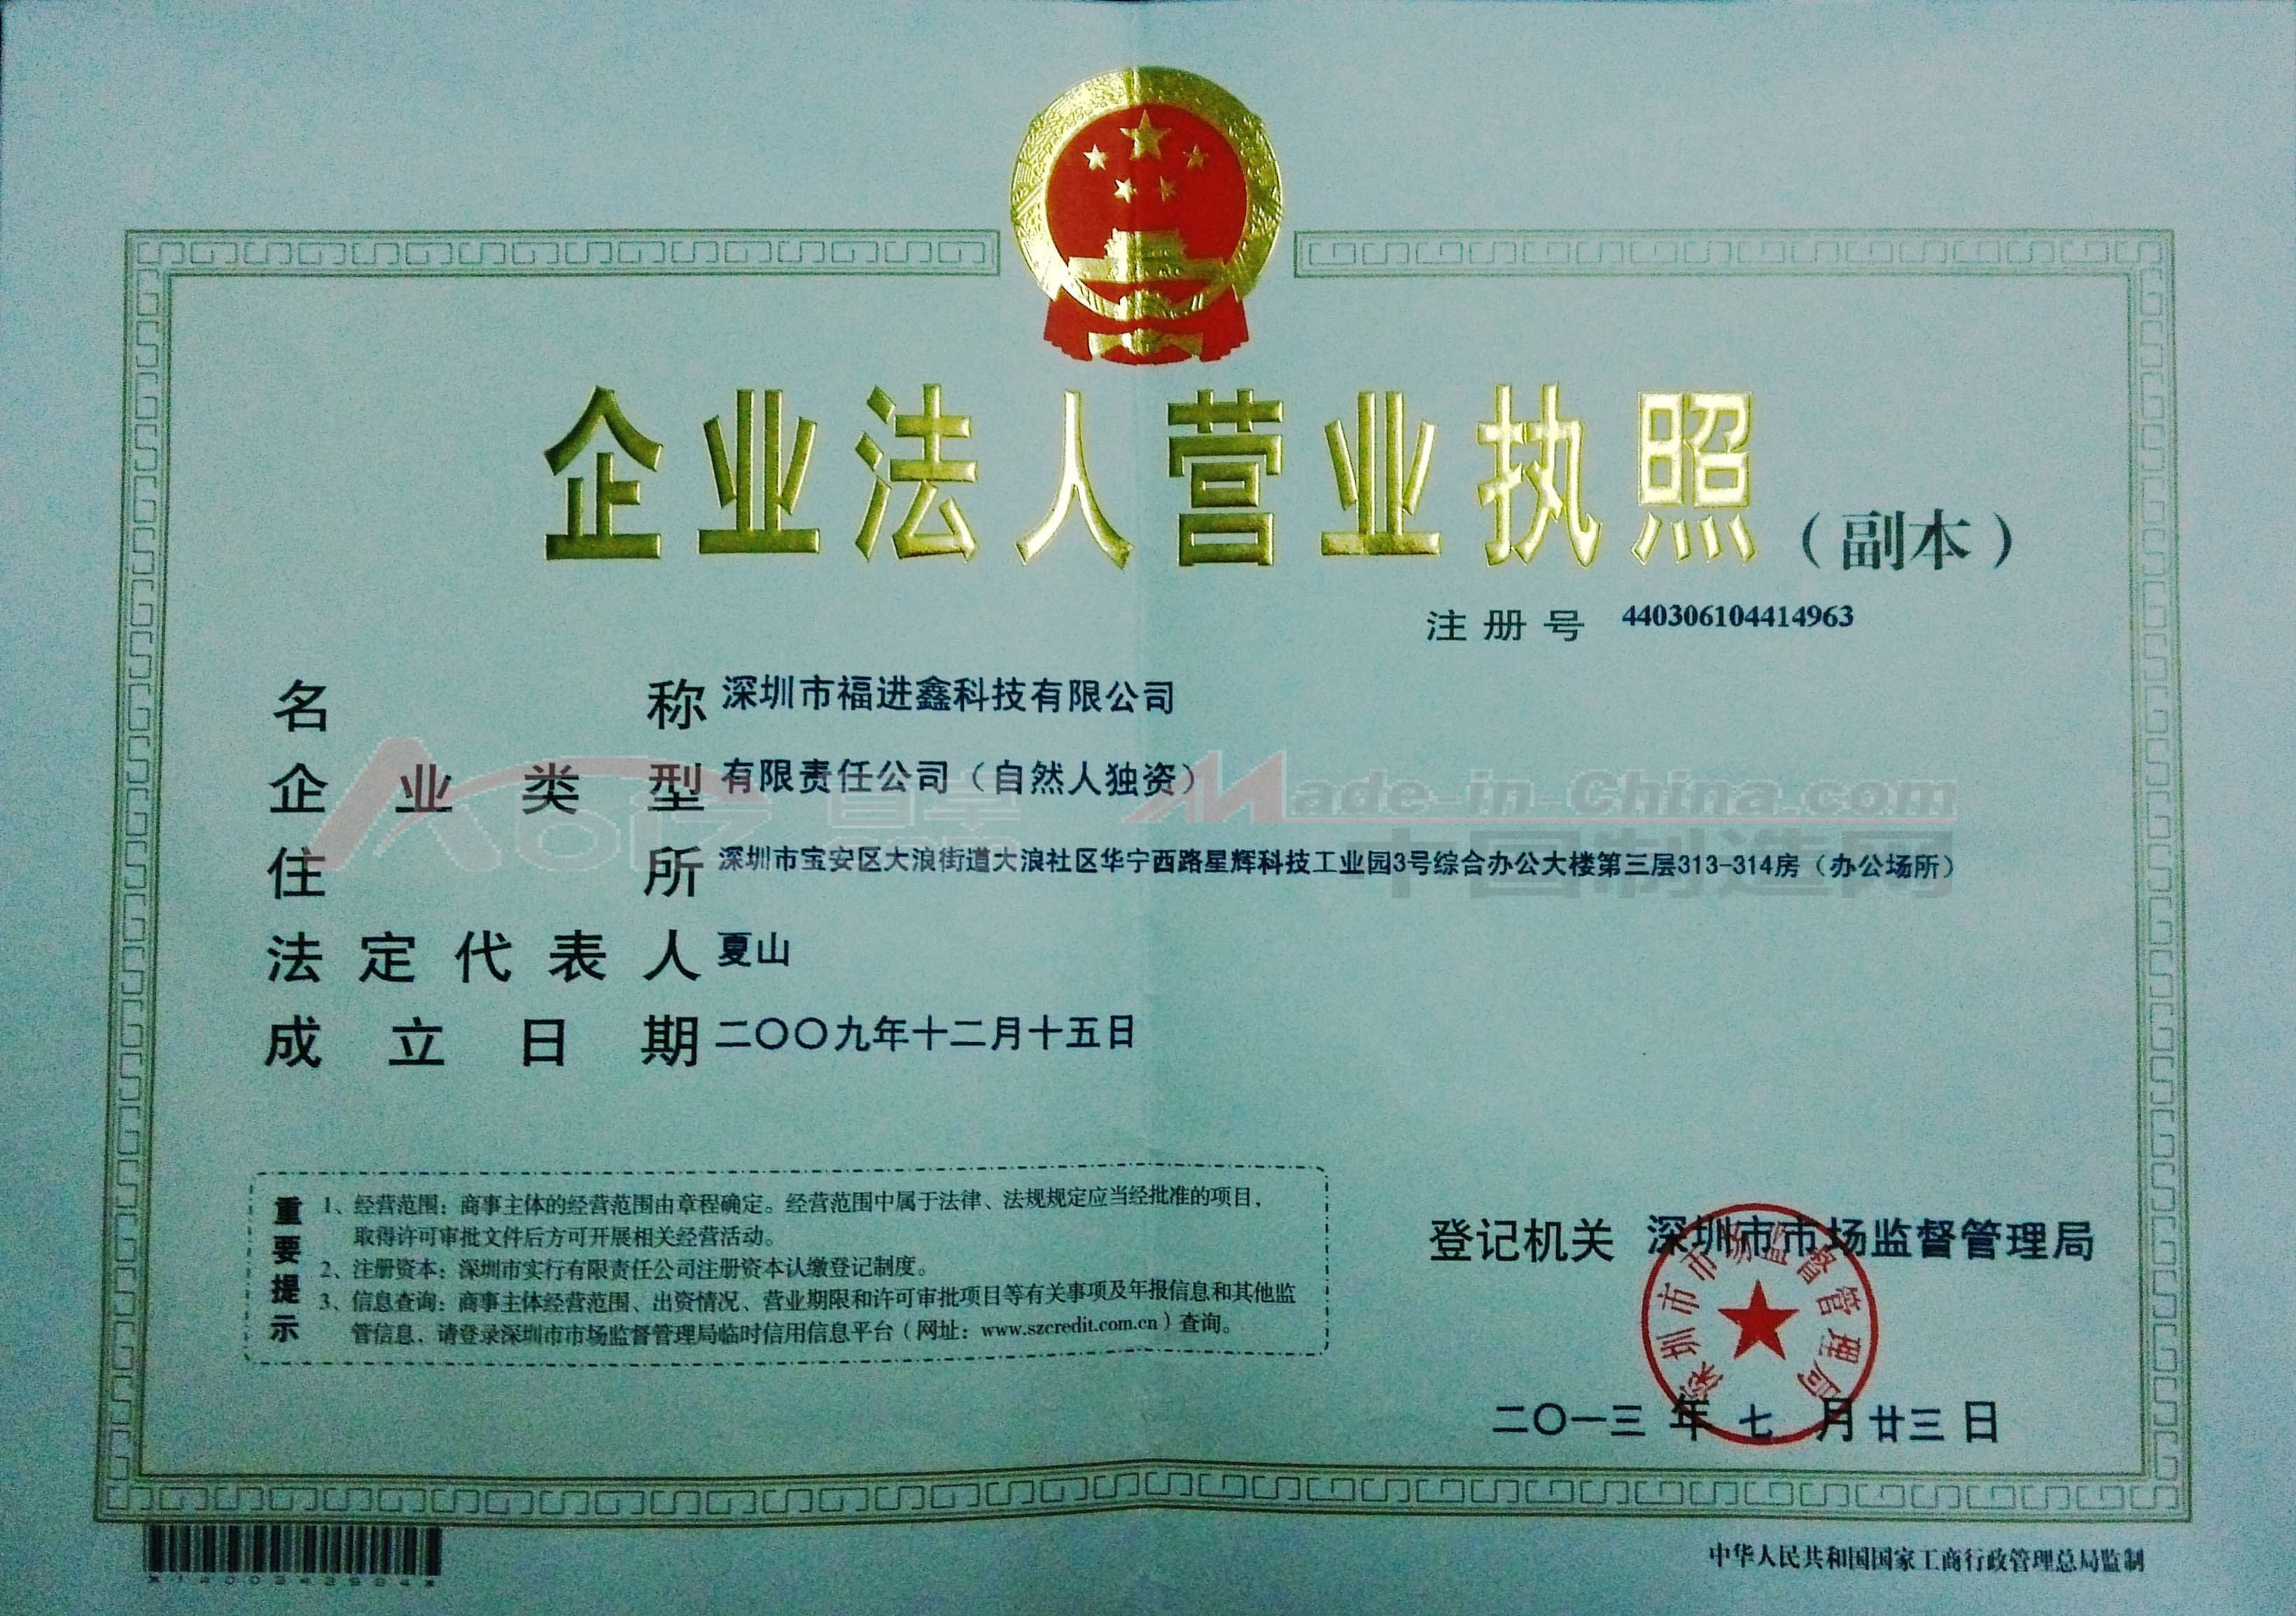 企业法人营业执照（副本）
注册号 440306104414963
名称 深圳市福进鑫科技有限公司
企业类型 有限责任公司（自然人独资）
Made-in-China.com
中国制造网
住所 深圳市宝安区大浪街道大浪社区华宁西路星辉科技工业园3号综合办公大楼第三层313-314房（办公场所）
法定代表人 夏山
成立日期 二〇〇九年十二月十五日
重要提示
1、经营范围：商事主体的经营范围由章程确定。经营范围中属于法律、法规规定应当经批准的项目，
取得许可审批文件后方可开展相关经营活动。
2、注册资本：深圳市实行有限责任公司注册资本认缴登记制度。
3、信息查询：商事主体经营范围、出资情况、营业期限和许可审批项目等有关事项及年报信息和其他监
管信息，请登录深圳市市场监督管理局临时信用信息平台（网址：www.szcredit.com.cn）查询。
登记机关 深圳市市场监督管理局
深圳市市场监督管理局
二〇一三年七月廿三日
中华人民共和国国家工商行政管理总局监制